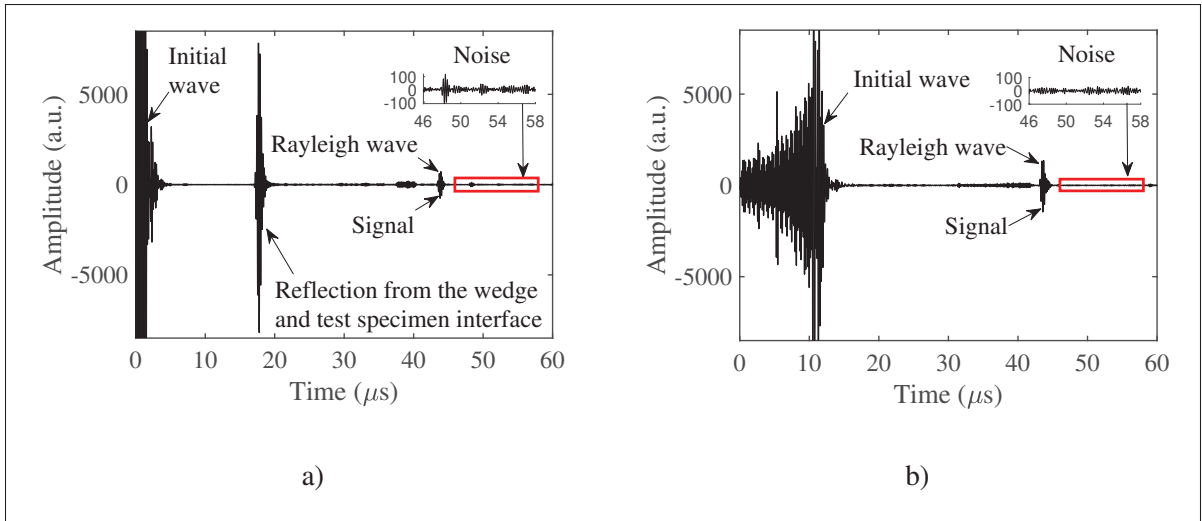 Initial
wave
Noise
100
0
-100
46 50 54 58
5000
0
-5000
Amplitude (a.u.)
Rayleigh wave
Signal
Reflection from the wedge
and test specimen interface
0 10 20 30 40 50 60
Time (μs)
a)
Noise
100
0
-100
46 50 54 58
Initial wave
5000
0
-5000
Amplitude (a.u.)
Rayleigh wave
Signal
0 10 20 30 40 50 60
Time (μs)
b)